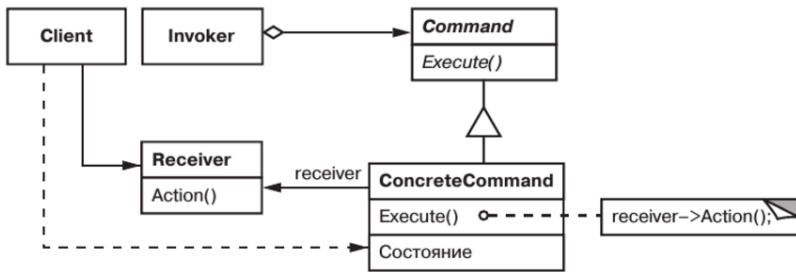 Client
Invoker
Command
Execute()
Receiver
Action()
receiver
ConcreteCommand
Execute()
receiver->Action();
Состояние